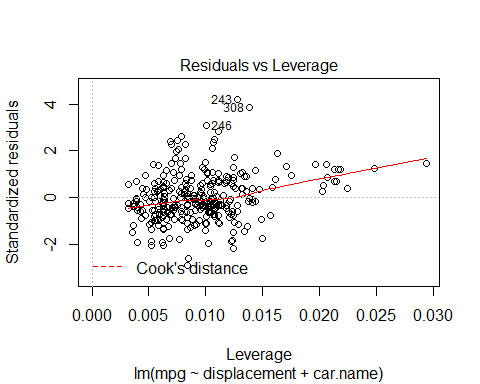 Residuals vs Leverage
Standardized residuals
4
2
0
-2
243
308
246
Cook's distance
0.000 0.005 0.010 0.015 0.020 0.025 0.030
Leverage
lm(mpg ~ displacement + car.name)